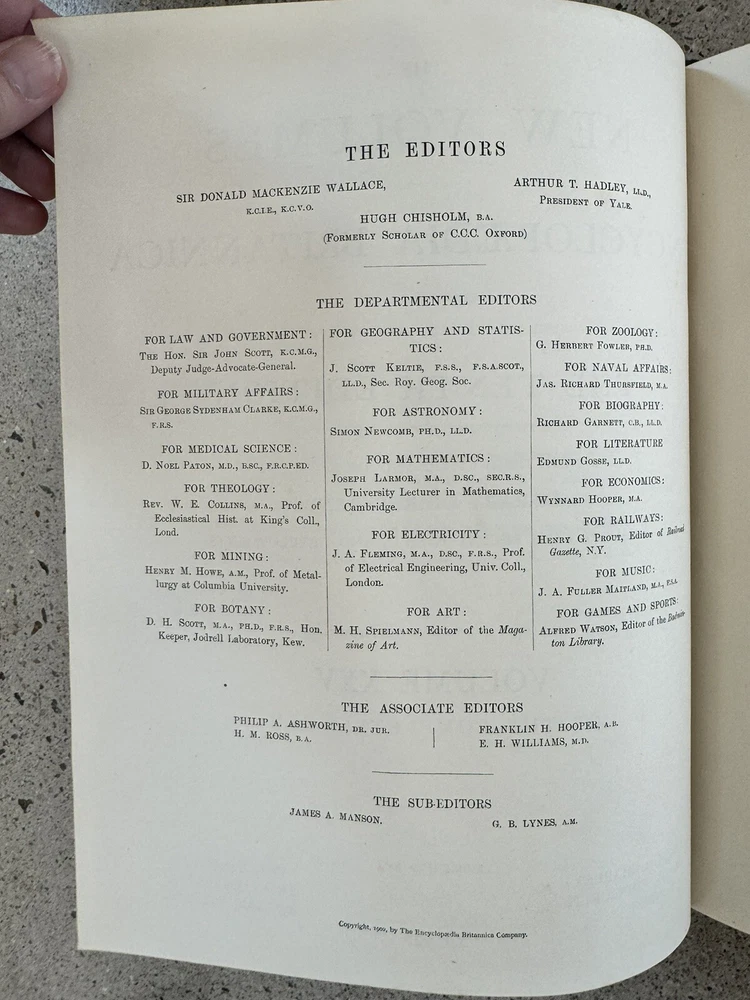 THE EDITORS
SIR DONALD MACKENZIE WALLACE,
K.C.I.E., K.C.V.O.
ARTHUR T. HADLEY, LL.D.,
PRESIDENT OF YALE.
HUGH CHISHOLM, B.A.
(FORMERLY SCHOLAR OF C.C.C. OXFORD)
THE DEPARTMENTAL EDITORS
FOR LAW AND GOVERNMENT:
THE HON. SIR JOHN SCOTT, K.C.M.G.,
Deputy Judge-Advocate-General.
FOR MILITARY AFFAIRS:
SIR GEORGE SYDENHAM CLARKE, K.C.M.G.,
F.R.S.
FOR MEDICAL SCIENCE:
D. NOEL PATON, M.D., B.SC., F.R.C.P.ED.
FOR THEOLOGY:
REV. W. E. COLLINS, M.A., Prof. of
Ecclesiastical Hist. at King's Coll.,
Lond.
FOR MINING:
HENRY M. HOWE, A.M., Prof. of Metal-
lurgy at Columbia University.
FOR BOTANY:
D. H. SCOTT, M.A., PH.D., F.R.S., Hon.
Keeper, Jodrell Laboratory, Kew.
FOR GEOGRAPHY AND STATIS-
TICS:
J. SCOTT KELTIE, F.S.S., F.S.A.SCOT.,
LL.D., Sec. Roy. Geog. Soc.
FOR ASTRONOMY:
SIMON NEWCOMB, PH.D., LL.D.
FOR MATHEMATICS:
JOSEPH LARMOR, M.A., D.SC., SEC.R.S.,
University Lecturer in Mathematics,
Cambridge.
FOR ELECTRICITY:
J. A. FLEMING, M.A., D.SC., F.R.S., Prof.
of Electrical Engineering, Univ. Coll.,
London.
FOR ART:
M. H. SPIELMANN, Editor of the Maga-
zine of Art.
FOR ZOOLOGY:
G. HERBERT FOWLER, PH.D.
FOR NAVAL AFFAIRS:
JAS. RICHARD THURSFIELD, M.A.
FOR BIOGRAPHY:
RICHARD GARNETT, C.B., LL.D.
FOR LITERATURE
EDMUND GOSSE, LL.D.
FOR ECONOMICS:
WYNNARD HOOPER, M.A.
FOR RAILWAYS:
HENRY G. PROUT, Editor of Railroad
Gazette, N.Y.
FOR MUSIC:
J. A. FULLER MAITLAND, M.A., F.S.A.
FOR GAMES AND SPORTS:
ALFRED WATSON, Editor of the Badmin-
ton Library.
THE ASSOCIATE EDITORS
PHILIP A. ASHWORTH, DR. JUR.
H. M. ROSS, B.A.
FRANKLIN H. HOOPER, A.B.
E. H. WILLIAMS, M.D.
THE SUB-EDITORS
JAMES A. MANSON.
G. B. LYNES, A.M.
Copyright, 1902, by The Encyclopædia Britannica Company.